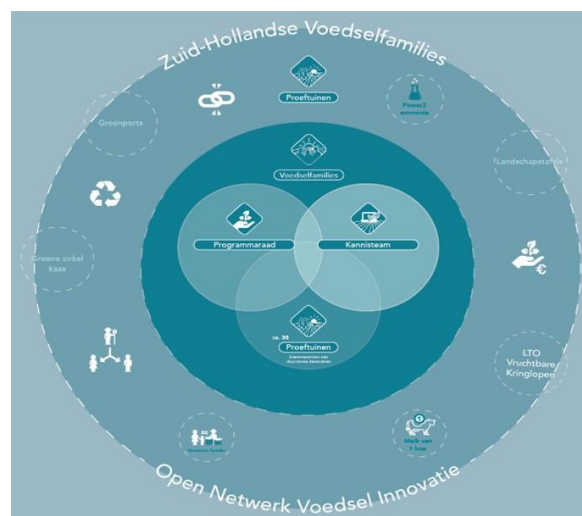 Zuid-Hollandse Voedselfamilies
Proeftuinen
Power2
ammonia
Greenports
Voedselfamilies
Landschapstafels
Programmaraad
Kennisteam
Groene cirkel
kaas
€
ca. 30
Proeftuinen
LTO
Vruchtbare
Kringlopen
Melk van
1 koe
Open Netwerk Voedsel Innovatie